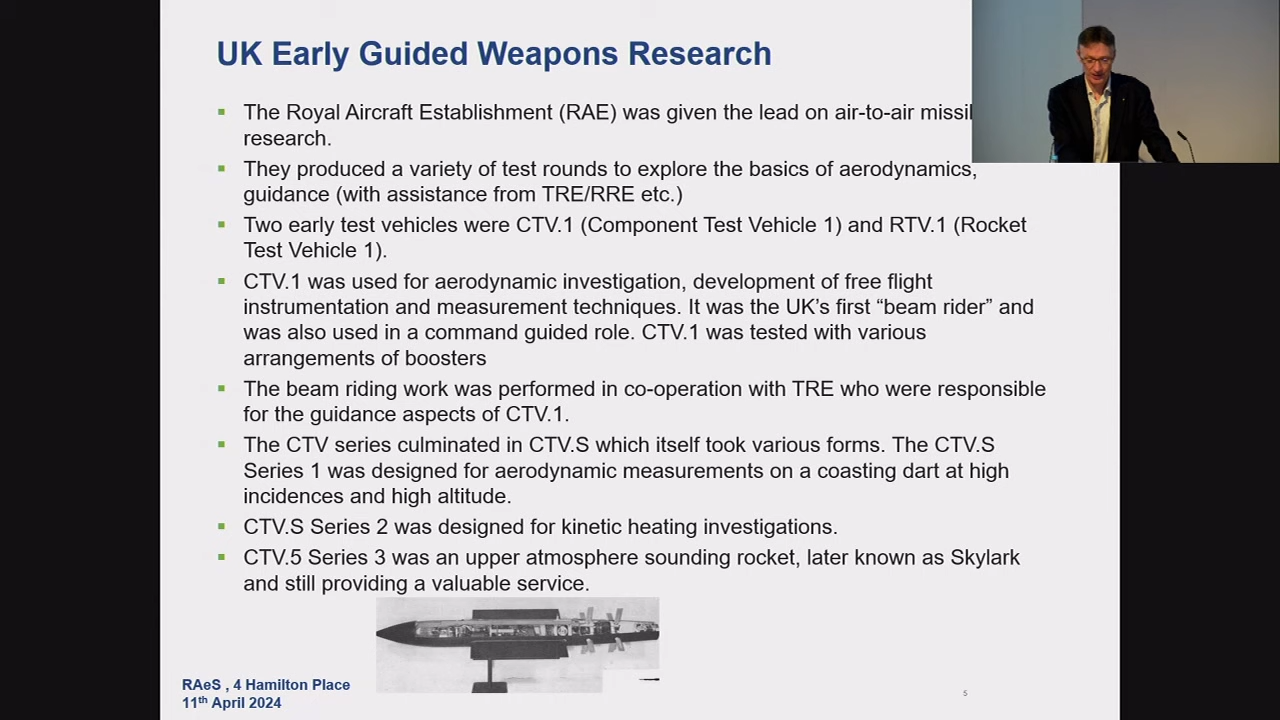 UK Early Guided Weapons Research
The Royal Aircraft Establishment (RAE) was given the lead on air-to-air
research.
They produced a variety of test rounds to explore the basics of aerodynamics,
guidance (with assistance from TRE/RRE etc.)
Two early test vehicles were CTV.1 (Component Test Vehicle 1) and RTV.1 (Rocket
Test Vehicle 1).
CTV.1 was used for aerodynamic investigation, development of free flight
instrumentation and measurement techniques. It was the UK’s first “beam rider” and
was also used in a command guided role. CTV.1 was tested with various
arrangements of boosters
The beam riding work was performed in co-operation with TRE who were responsible
for the guidance aspects of CTV.1.
The CTV series culminated in CTV.S which itself took various forms. The CTV.S
Series 1 was designed for aerodynamic measurements on a coasting dart at high
incidences and high altitude.
CTV.S Series 2 was designed for kinetic heating investigations.
CTV.5 Series 3 was an upper atmosphere sounding rocket, later known as Skylark
and still providing a valuable service.
RAeS , 4 Hamilton Place
11th April 2024
5